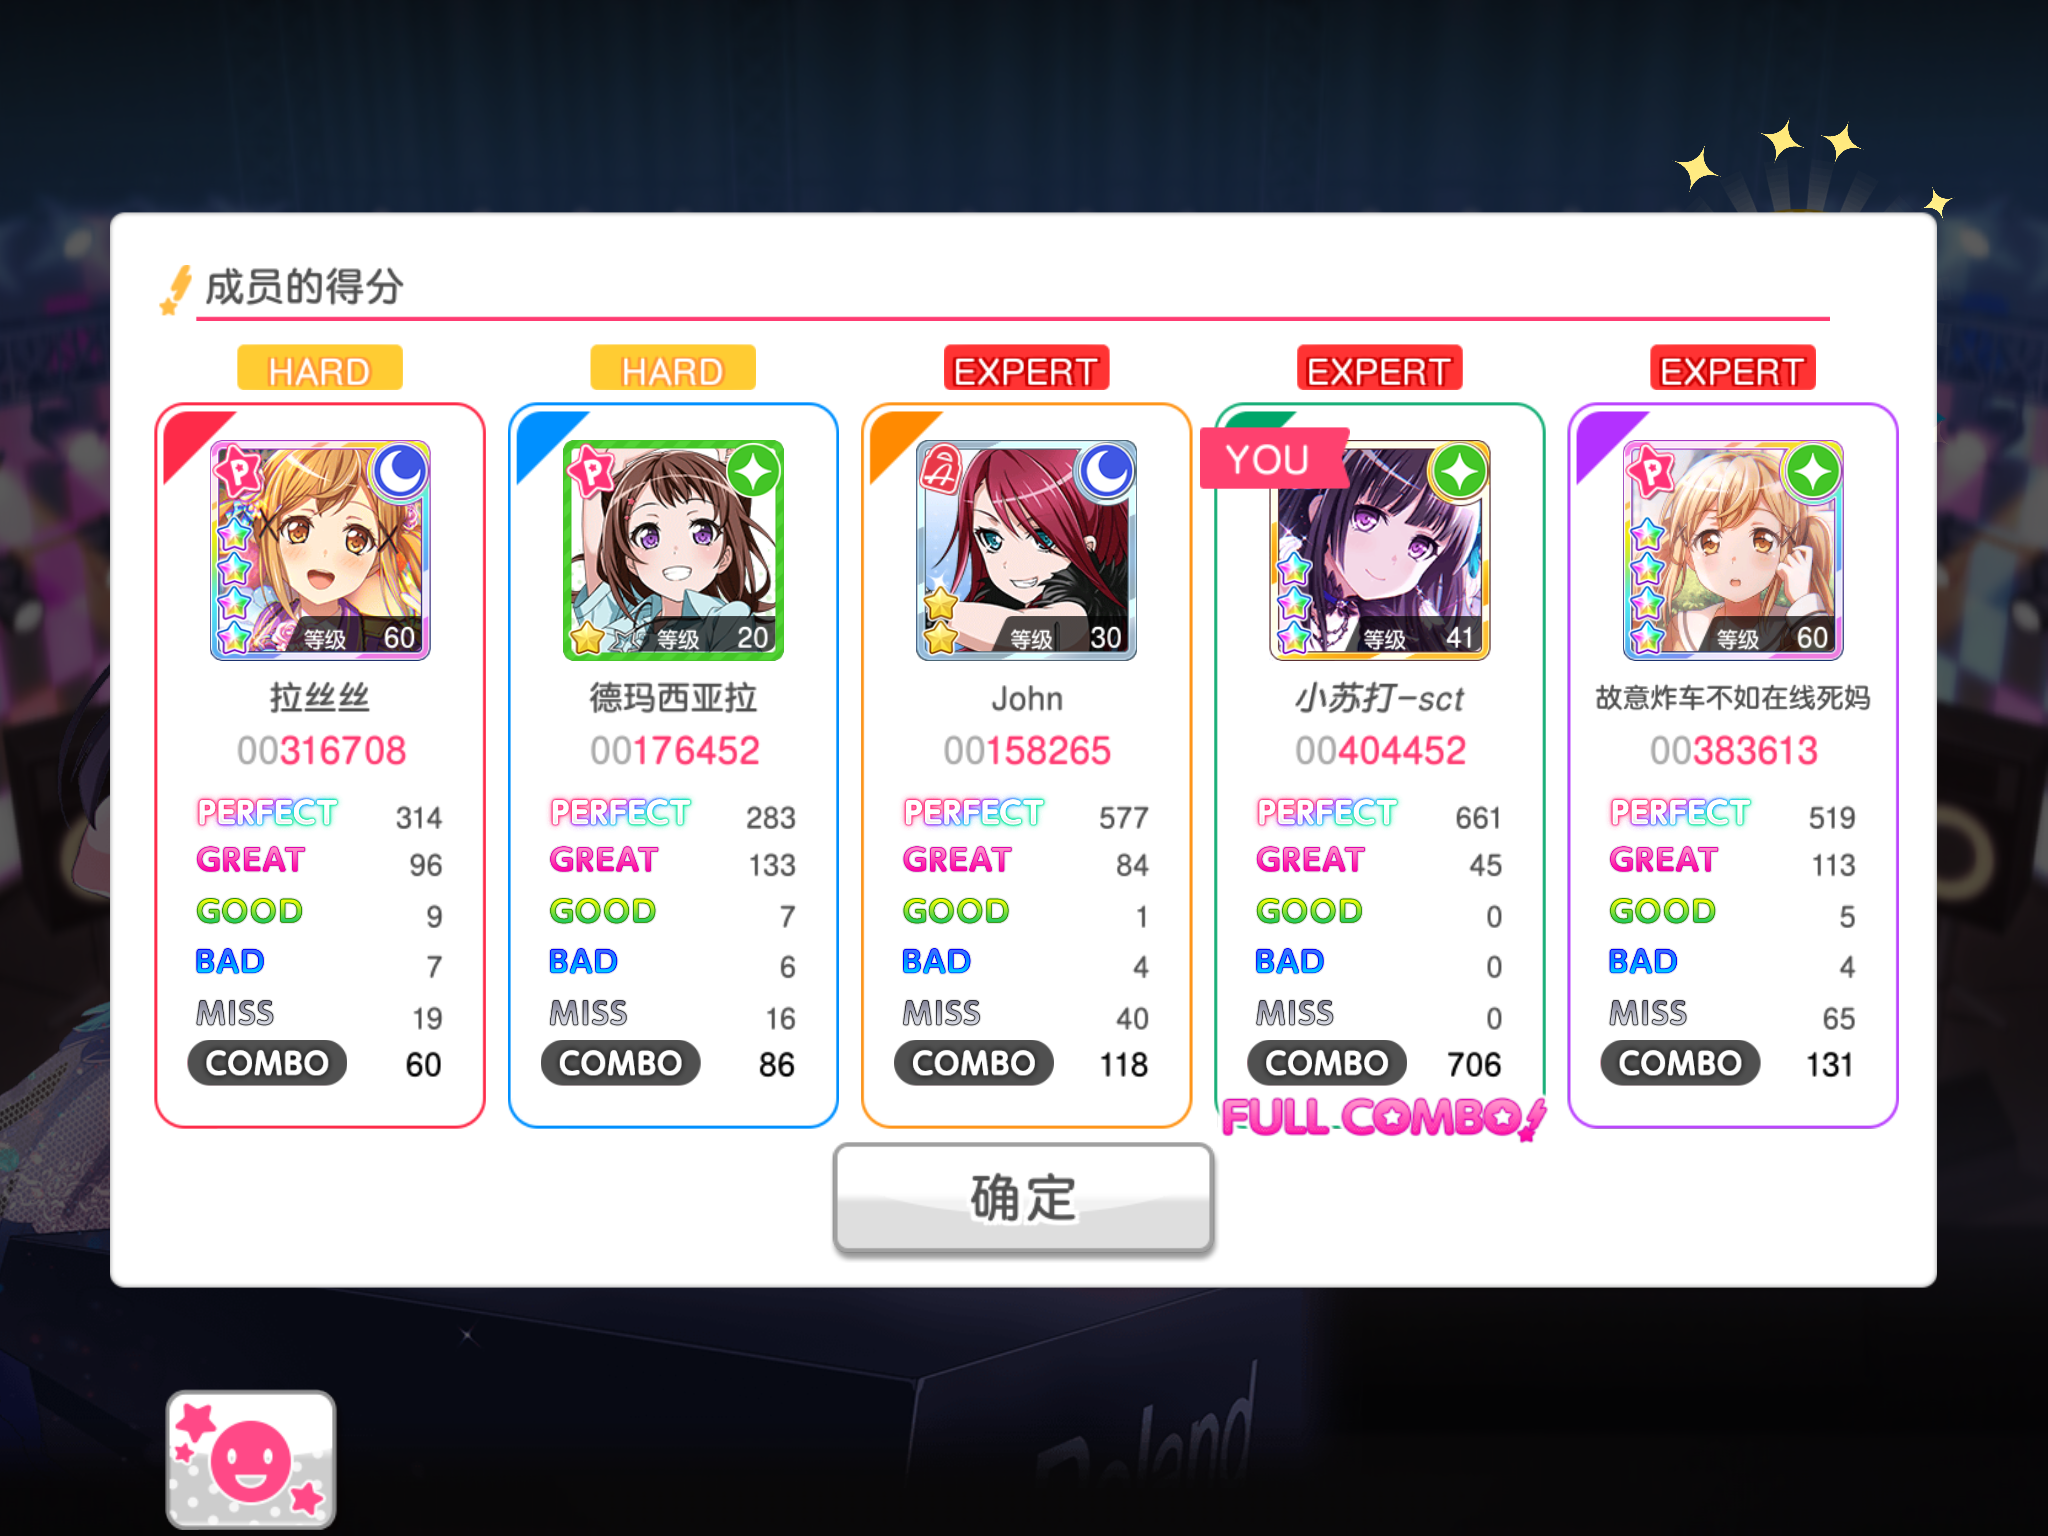 成员的得分
HARD
HARD
EXPERT
EXPERT
EXPERT
YOU
等级 60
等级 20
等级 30
等级 41
等级 60
拉丝丝
德玛西亚拉
John
小苏打-sct
故意炸车不如在线死妈
00316708
00176452
00158265
00404452
00383613
PERFECT 314
PERFECT 283
PERFECT 577
PERFECT 661
PERFECT 519
GREAT 96
GREAT 133
GREAT 84
GREAT 45
GREAT 113
GOOD 9
GOOD 7
GOOD 1
GOOD 0
GOOD 5
BAD 7
BAD 6
BAD 4
BAD 0
BAD 4
MISS 19
MISS 16
MISS 40
MISS 0
MISS 65
COMBO 60
COMBO 86
COMBO 118
COMBO 706
COMBO 131
FULL COMBO!
确定
Roland